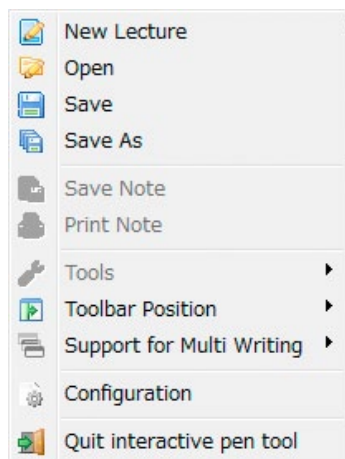 New Lecture
Open
Save
Save As
Save Note
Print Note
Tools
Toolbar Position
Support for Multi Writing
Configuration
Quit interactive pen tool